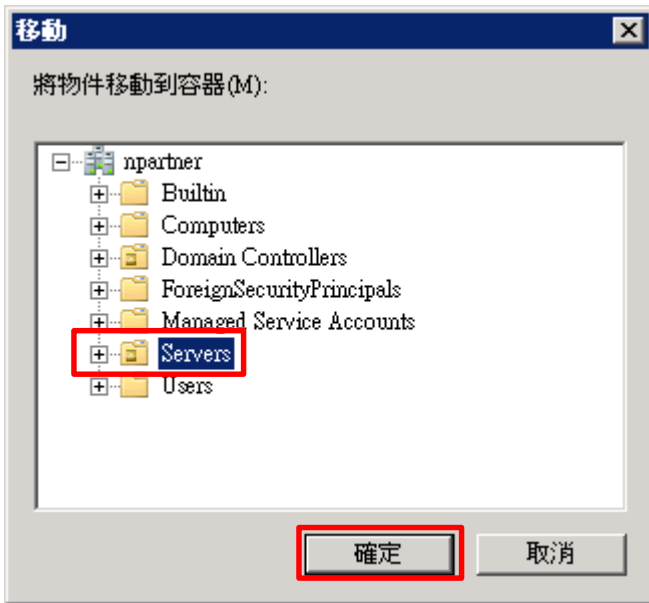 移動
將物件移動到容器(M):
npartner
Builtin
Computers
Domain Controllers
ForeignSecurityPrincipals
Managed Service Accounts
Servers
Users
確定
取消